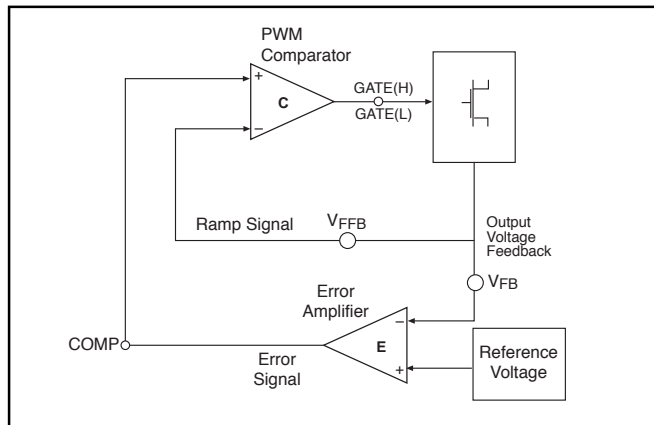 PWM
Comparator
+
C
−
GATE(H)
GATE(L)
Ramp Signal
VFFB
Output
Voltage
Feedback
VFB
Error
Amplifier
−
E
+
COMP
Error
Signal
Reference
Voltage